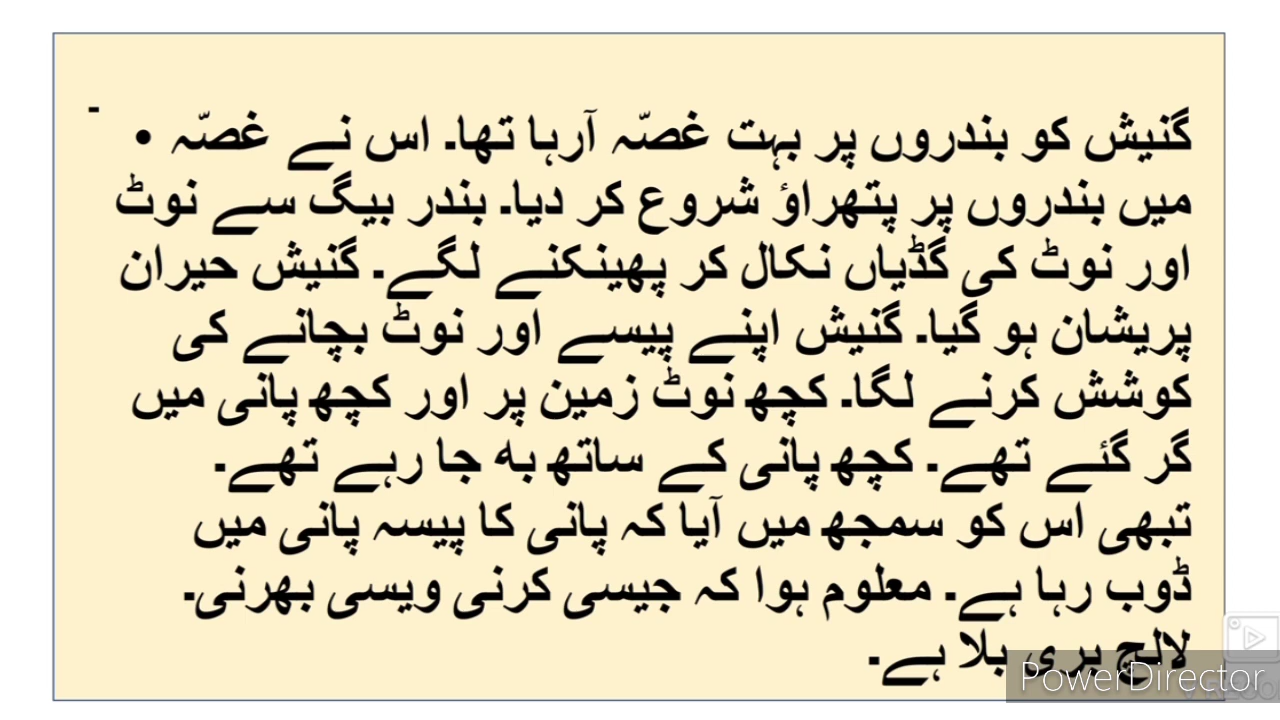 گنیش کو بندروں پر بہت غصّہ آرہا تھا۔ اس نے غصّہ •
میں بندروں پر پتھراؤ شروع کر دیا۔ بندر بیگ سے نوٹ
اور نوٹ کی گڈیاں نکال کر پھینکنے لگے۔ گنیش حیران
پریشان ہو گیا۔ گنیش اپنے پیسے اور نوٹ بچانے کی
کوشش کرنے لگا۔ کچھ نوٹ زمین پر اور کچھ پانی میں
گر گئے تھے۔ کچھ پانی کے ساتھ بہ جا رہے تھے۔
تبھی اس کو سمجھ میں آیا کہ پانی کا پیسہ پانی میں
ڈوب رہا ہے۔ معلوم ہوا کہ جیسی کرنی ویسی بھرنی۔
لالچ بری بلا ہے۔
PowerDirector